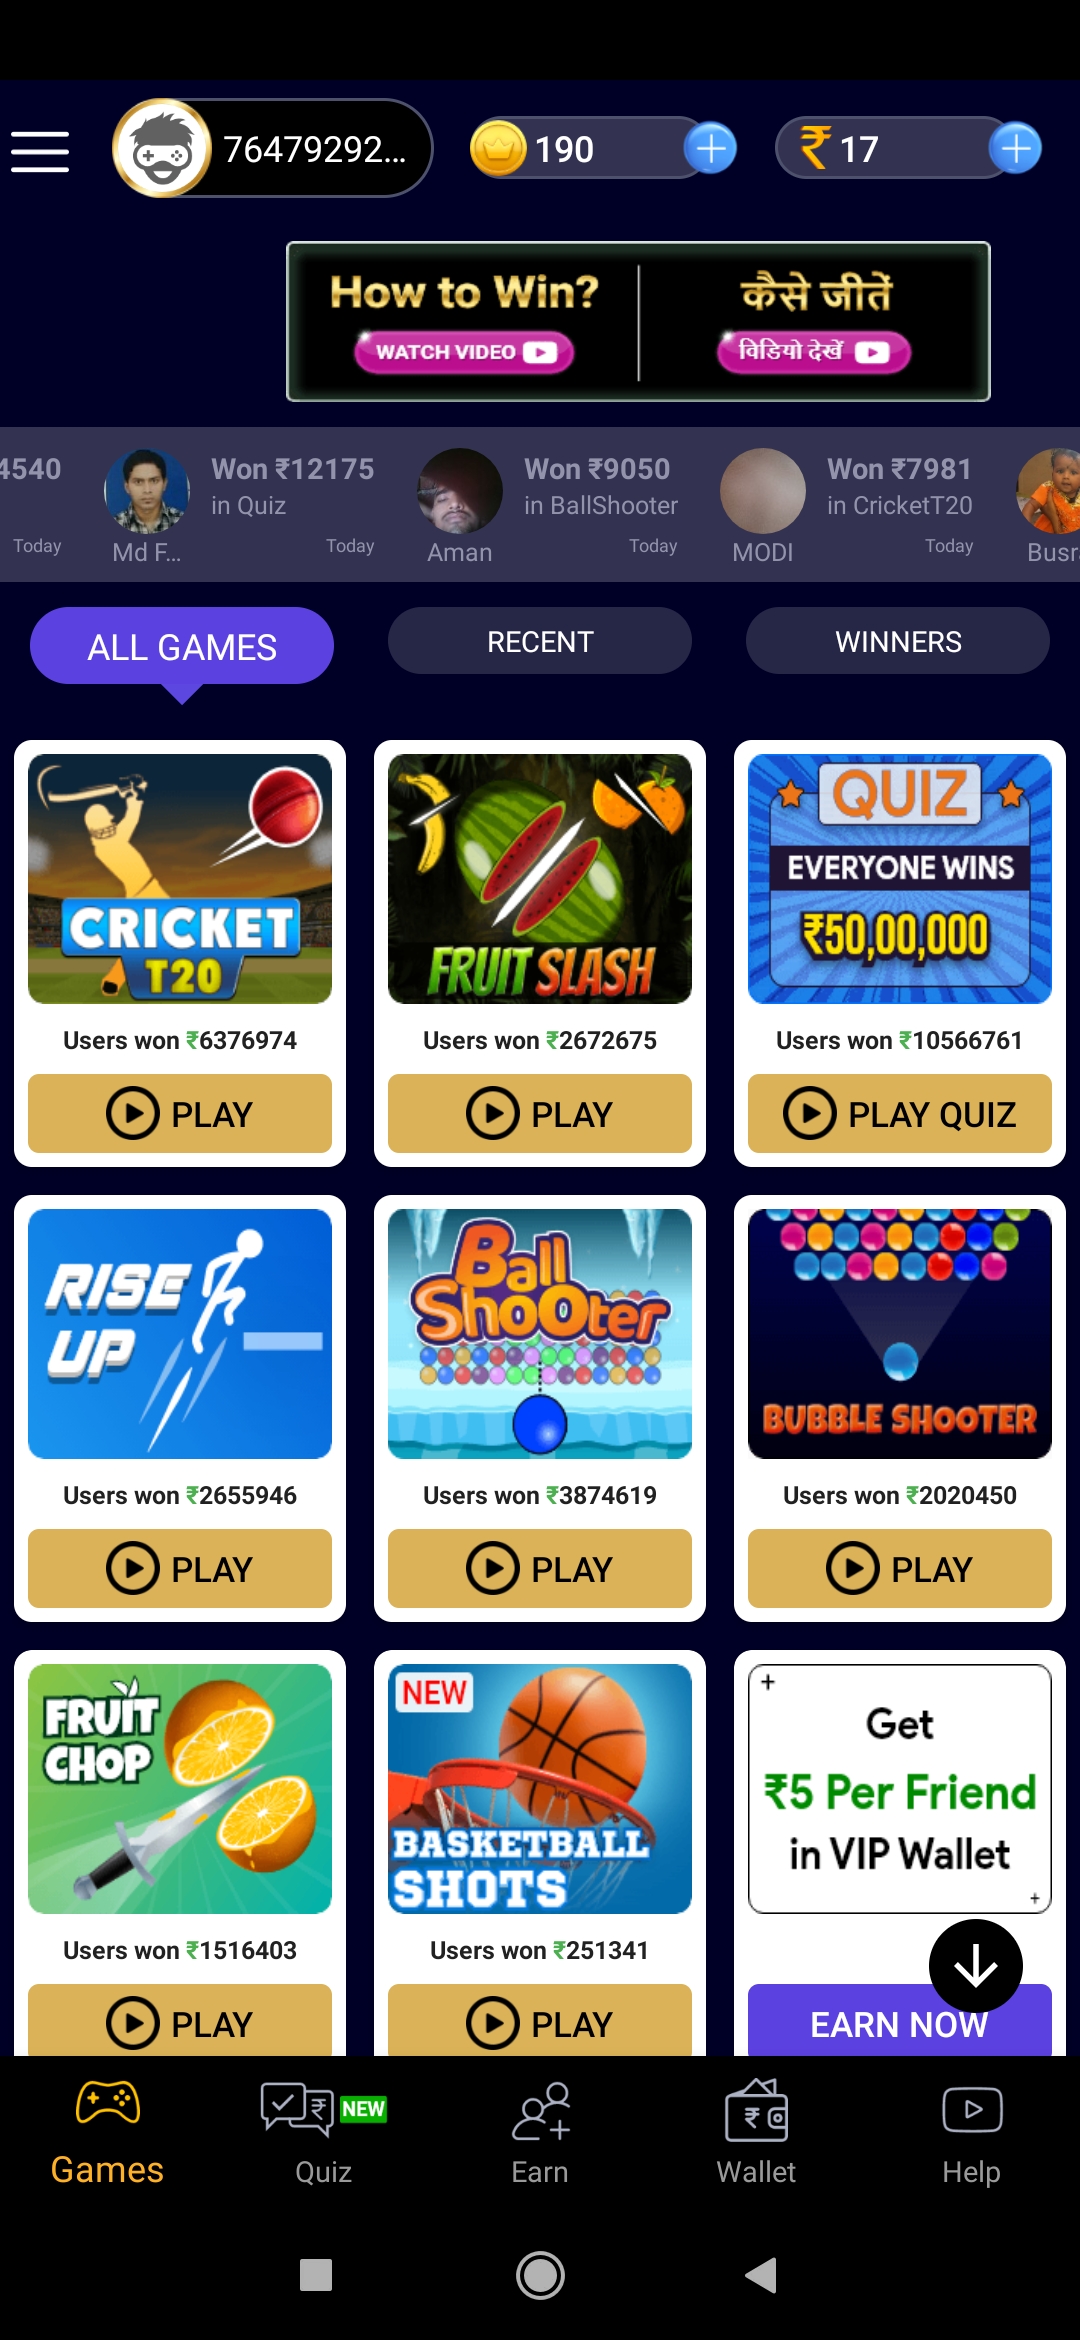 76479292...
190
₹17
How to Win?
WATCH VIDEO
कैसे जीतें
विडियो देखें
4540
Today
Won ₹12175
in Quiz
Md F...
Today
Won ₹9050
in BallShooter
Aman
Today
Won ₹7981
in CricketT20
MODI
Today
Busr
ALL GAMES
RECENT
WINNERS
CRICKET
T20
Users won ₹6376974
PLAY
FRUIT SLASH
Users won ₹2672675
PLAY
QUIZ
EVERYONE WINS
₹50,00,000
Users won ₹10566761
PLAY QUIZ
RISE
UP
Users won ₹2655946
PLAY
Ball
Shooter
Users won ₹3874619
PLAY
BUBBLE SHOOTER
Users won ₹2020450
PLAY
FRUIT
CHOP
Users won ₹1516403
PLAY
NEW
BASKETBALL
SHOTS
Users won ₹251341
PLAY
Get
₹5 Per Friend
in VIP Wallet
EARN NOW
Games
NEW
Quiz
Earn
Wallet
Help